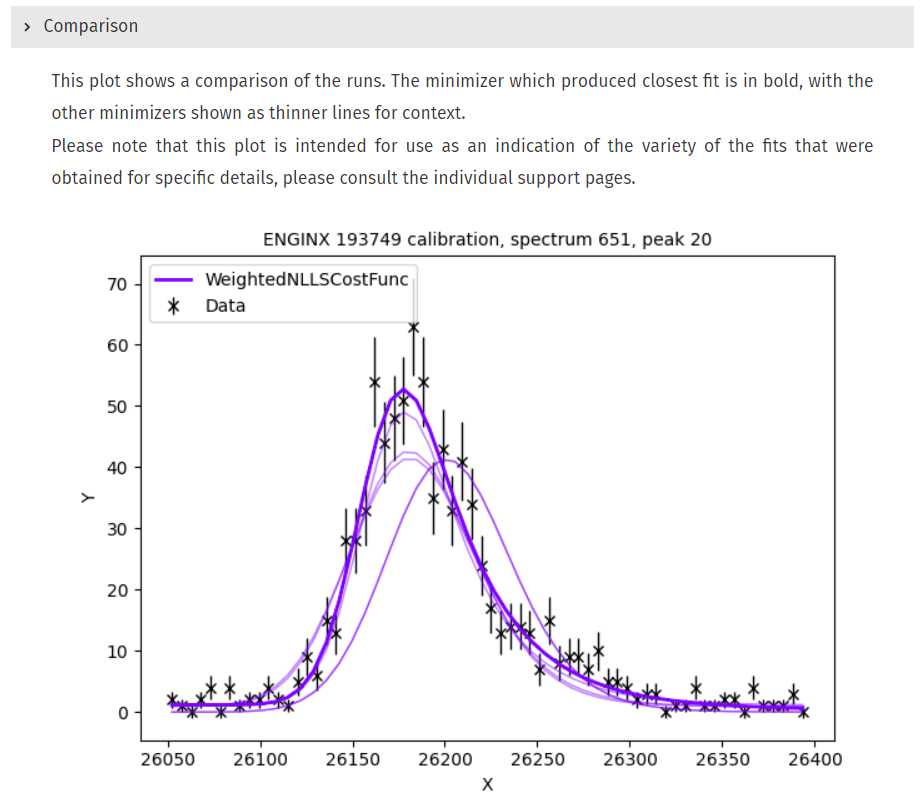 Comparison
This plot shows a comparison of the runs. The minimizer which produced closest fit is in bold, with the
other minimizers shown as thinner lines for context.
Please note that this plot is intended for use as an indication of the variety of the fits that were
obtained for specific details, please consult the individual support pages.
ENGINX 193749 calibration, spectrum 651, peak 20
WeightedNLLSCostFunc
Data
70
60
50
40
30
20
10
0
Y
26050 26100 26150 26200 26250 26300 26350 26400
X